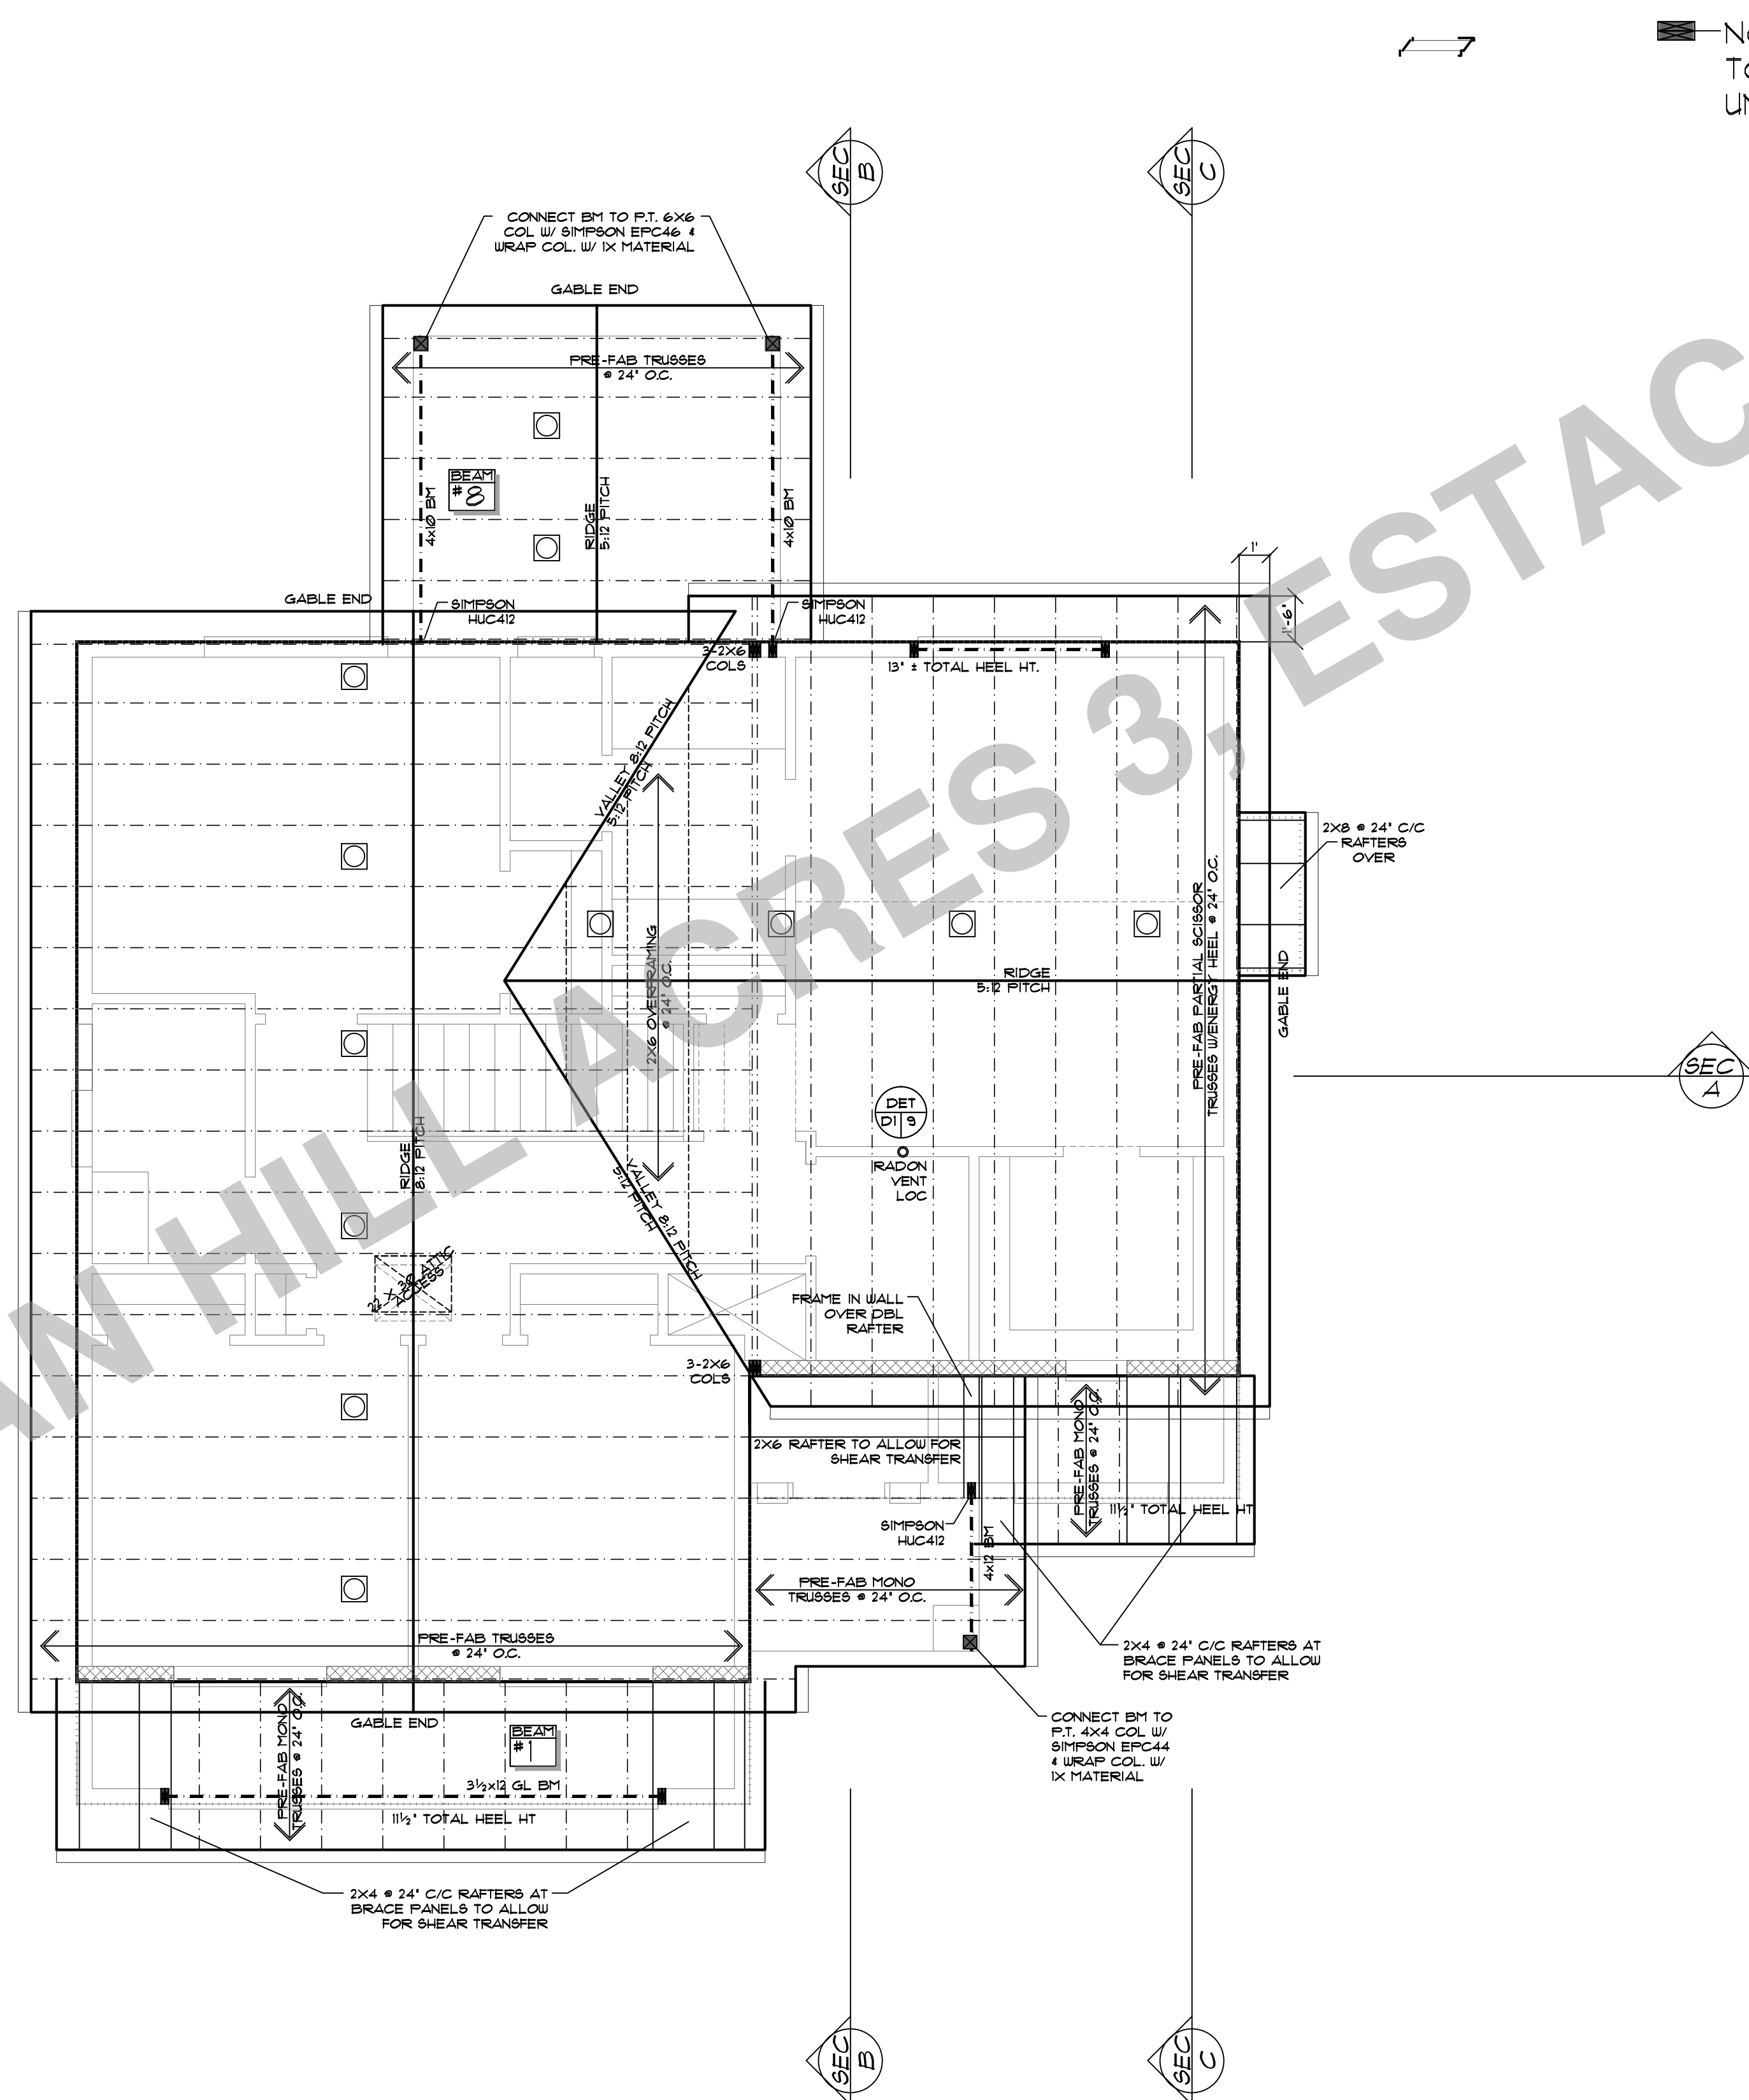 SEC
B
SEC
C
CONNECT BM TO P.T. 6X6
COL W/ SIMPSON EPC46 &
WRAP COL. W/ 1X MATERIAL
GABLE END
PRE-FAB TRUSSES
@ 24" O.C.
BEAM
#8
4x10 BM
RIDGE
5:12 PITCH
4x10 BM
1'
1'-6"
GABLE END
SIMPSON
HUC412
SIMPSON
HUC412
3-2X6
COLS
13" ± TOTAL HEEL HT.
VALLEY 8:12 PITCH
5:12 PITCH
2X8 @ 24" C/C
RAFTERS
OVER
2X6 OVERFRAMING
@ 24" O.C.
PRE-FAB PARTIAL SCISSOR
TRUSSES W/ENERGY HEEL @ 24" O.C.
RIDGE
5:12 PITCH
GABLE END
SEC
A
DET
D1 9
RADON
VENT
LOC
RIDGE
8:12 PITCH
VALLEY 8:12 PITCH
5:12 PITCH
22 X 30 ATTIC
ACCESS
FRAME IN WALL
OVER DBL
RAFTER
3-2X6
COLS
2X6 RAFTER TO ALLOW FOR
SHEAR TRANSFER
PRE-FAB MONO
TRUSSES @ 24" O.C.
11½" TOTAL HEEL HT
SIMPSON
HUC412
4x12 BM
PRE-FAB MONO
TRUSSES @ 24" O.C.
PRE-FAB TRUSSES
@ 24" O.C.
2X4 @ 24" C/C RAFTERS AT
BRACE PANELS TO ALLOW
FOR SHEAR TRANSFER
CONNECT BM TO
P.T. 4X4 COL W/
SIMPSON EPC44
& WRAP COL. W/
1X MATERIAL
GABLE END
PRE-FAB MONO
TRUSSES @ 24" O.C.
BEAM
#1
3½x12 GL BM
11½" TOTAL HEEL HT
2X4 @ 24" C/C RAFTERS AT
BRACE PANELS TO ALLOW
FOR SHEAR TRANSFER
SEC
B
SEC
C
HILL ACRES 3,